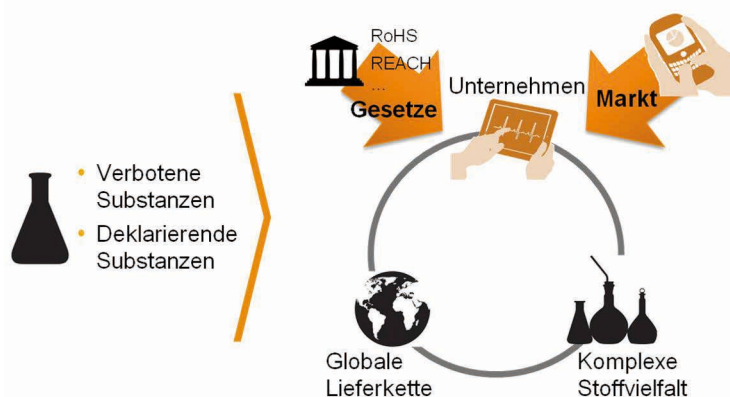 RoHS
REACH
...
Gesetze
Unternehmen
Markt
• Verbotene
Substanzen
• Deklarierende
Substanzen
Globale
Lieferkette
Komplexe
Stoffvielfalt